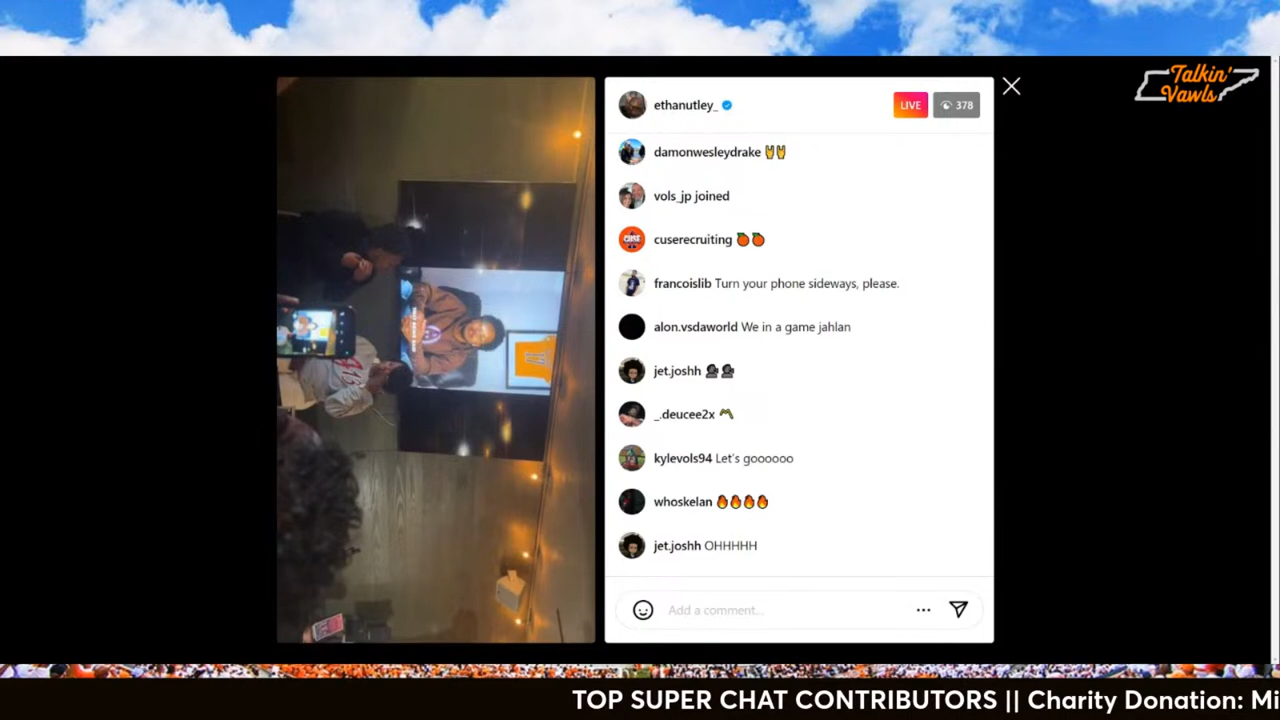 Talkin'
Vawls
ethanutley_
LIVE
378
damonwesleydrake 🤘🤘
vols_jp joined
cuserecruiting 🍊🍊
francoislib Turn your phone sideways, please.
alon.vsdaworld We in a game jahlan
jet.joshh
_.deucee2x
kylevols94 Let's goooooo
whoskelan 🔥🔥🔥🔥
jet.joshh OHHHHH
Add a comment...
TOP SUPER CHAT CONTRIBUTORS || Charity Donation: Mi